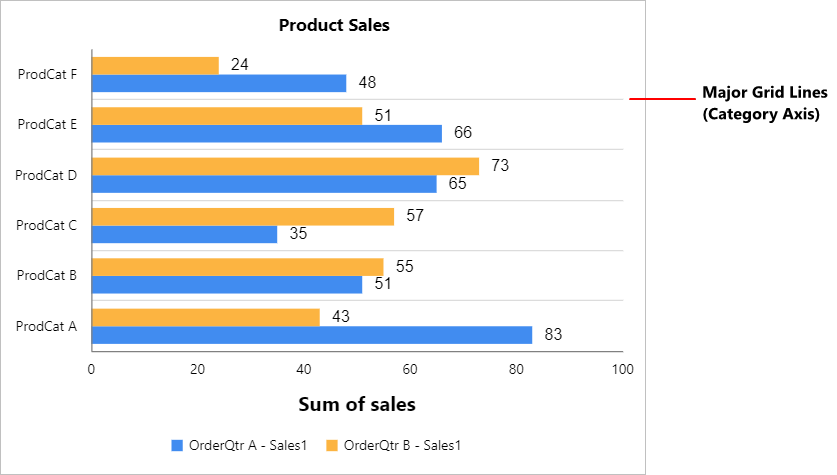 Product Sales
ProdCat F
24
48
Major Grid Lines
(Category Axis)
ProdCat E
51
66
ProdCat D
73
65
ProdCat C
57
35
ProdCat B
55
51
ProdCat A
43
83
0 20 40 60 80 100
Sum of sales
OrderQtr A - Sales1 OrderQtr B - Sales1